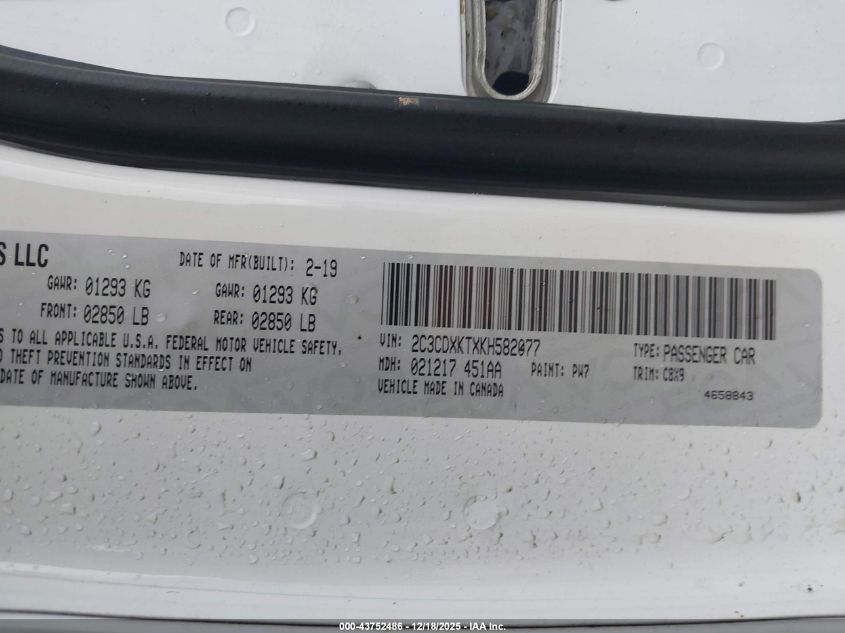 S LLC
DATE OF MFR(BUILT): 2-19
GAWR: 01293 KG GAWR: 01293 KG
FRONT: 02850 LB REAR: 02850 LB
S TO ALL APPLICABLE U.S.A. FEDERAL MOTOR VEHICLE SAFETY,
D THEFT PREVENTION STANDARDS IN EFFECT ON
DATE OF MANUFACTURE SHOWN ABOVE.
VIN: 2C3CDXKTXKH582077 TYPE: PASSENGER CAR
MDH: 021217 451AA PAINT: PW7 TRIM: C8X9
VEHICLE MADE IN CANADA 4658843
000-43752486 - 12/18/2025 - IAA Inc.